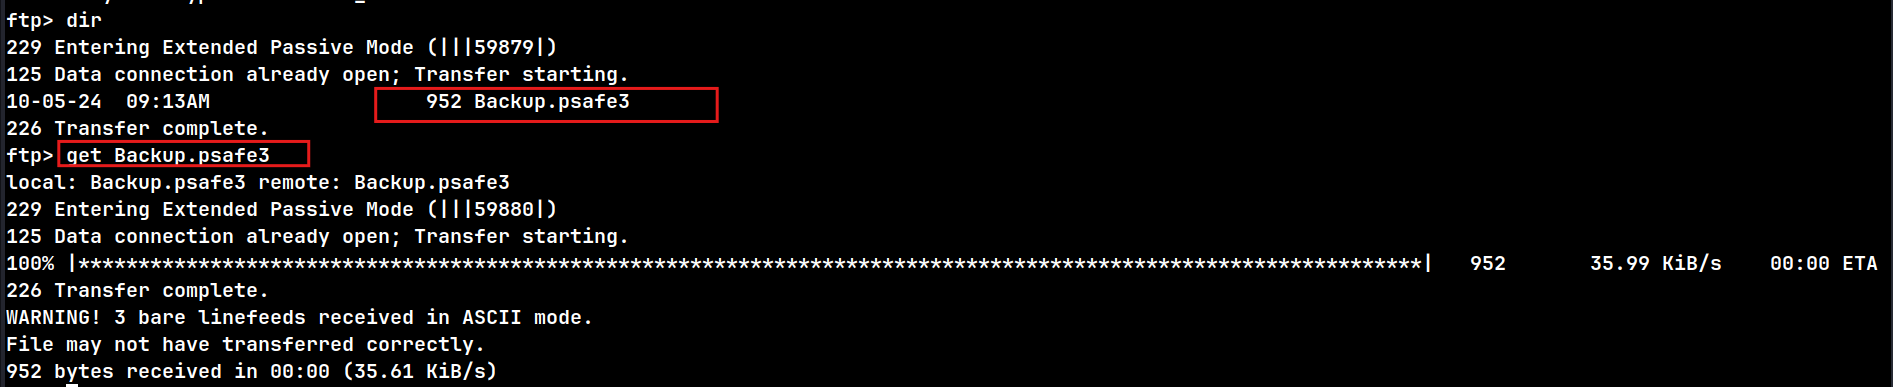 ftp> dir
229 Entering Extended Passive Mode (|||59879|)
125 Data connection already open; Transfer starting.
10-05-24  09:13AM                  952 Backup.psafe3
226 Transfer complete.
ftp> get Backup.psafe3
local: Backup.psafe3 remote: Backup.psafe3
229 Entering Extended Passive Mode (|||59880|)
125 Data connection already open; Transfer starting.
100% |****************************************************************************************************************|   952       35.99 KiB/s    00:00 ETA
226 Transfer complete.
WARNING! 3 bare linefeeds received in ASCII mode.
File may not have transferred correctly.
952 bytes received in 00:00 (35.61 KiB/s)